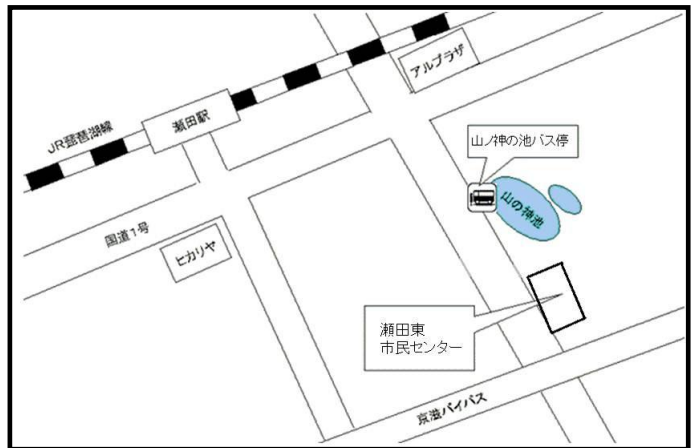 アルプラザ
JR琵琶湖線
瀬田駅
山ノ神の池バス停
山の神池
国道1号
ヒカリヤ
瀬田東
市民センター
京滋バイパス